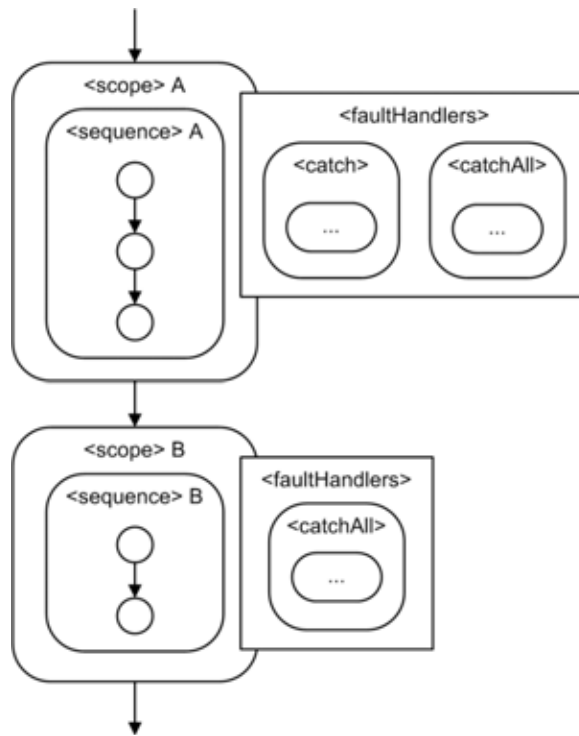 <scope> A
<sequence> A
<faultHandlers>
<catch>
<catchAll>
...
...
<scope> B
<sequence> B
<faultHandlers>
<catchAll>
...